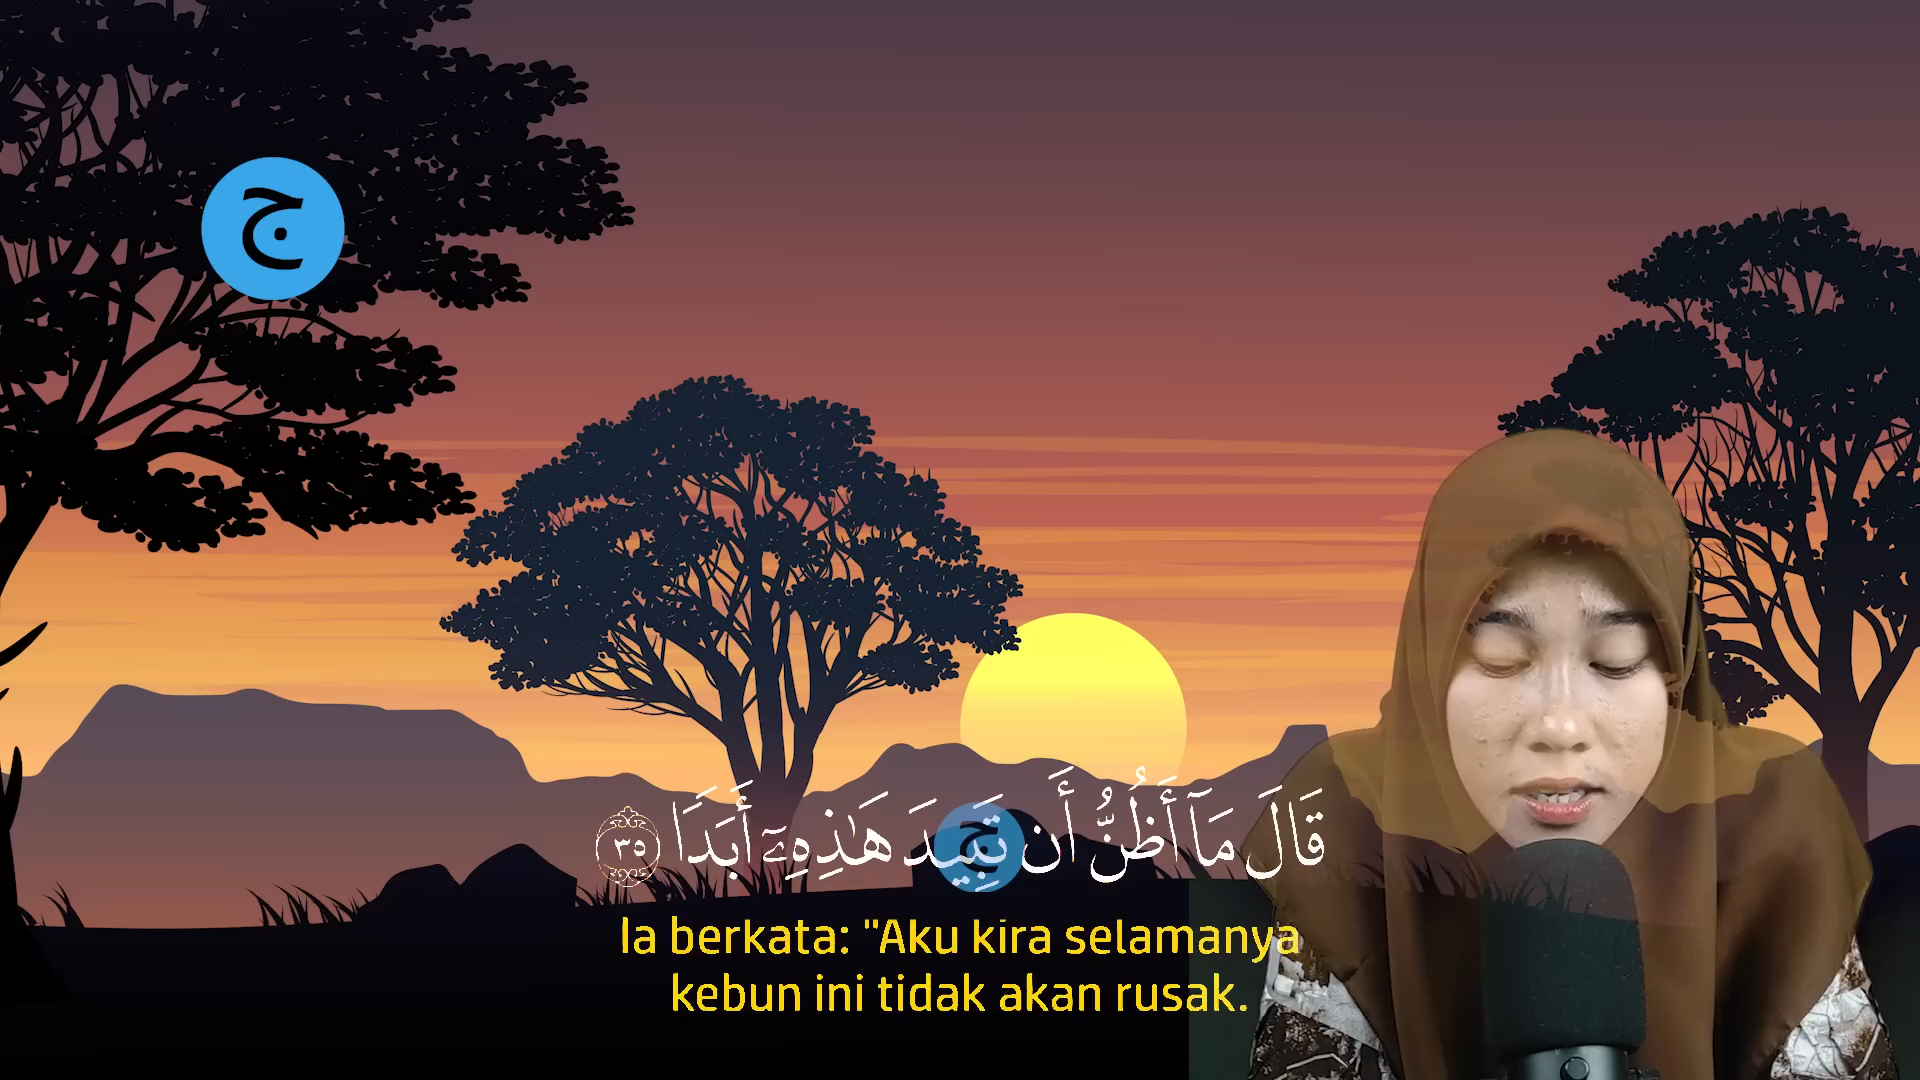 ج
قَالَ مَآ أَظُنُّ أَن تَبِيدَ هَٰذِهِۦٓ أَبَدًا ٣٥
ج
Ia berkata: "Aku kira selamanya
kebun ini tidak akan rusak.